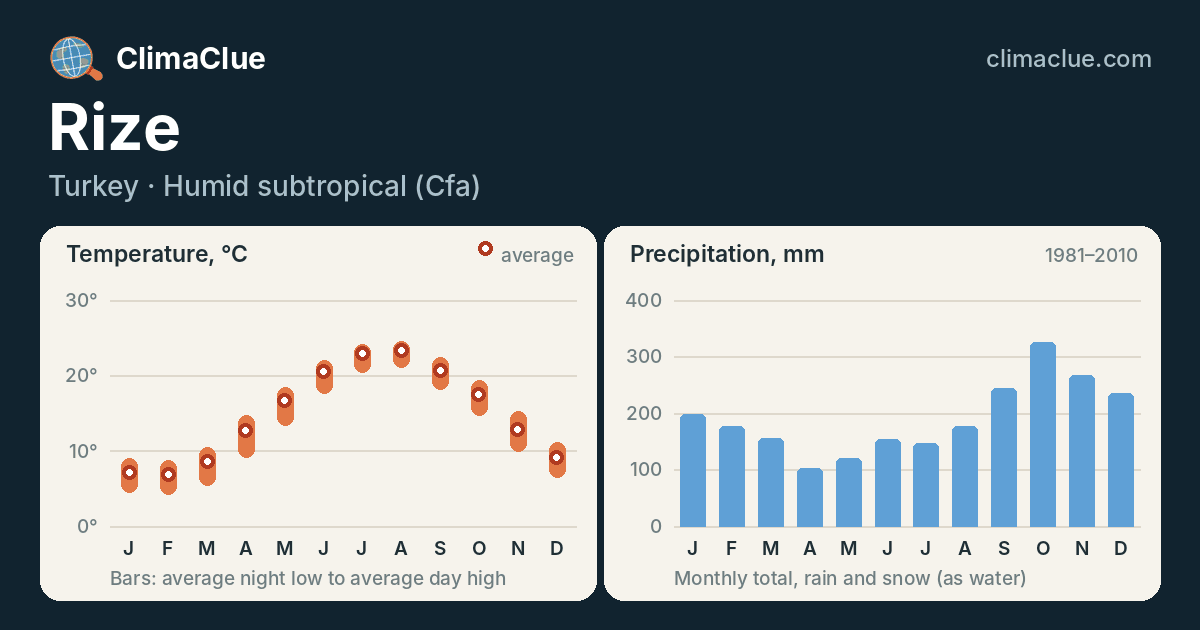 ClimaClue
climaclue.com
Rize
Turkey · Humid subtropical (Cfa)
Temperature, °C
average
30°
20°
10°
0°
J F M A M J J A S O N D
Bars: average night low to average day high
Precipitation, mm
1981–2010
400
300
200
100
0
J F M A M J J A S O N D
Monthly total, rain and snow (as water)